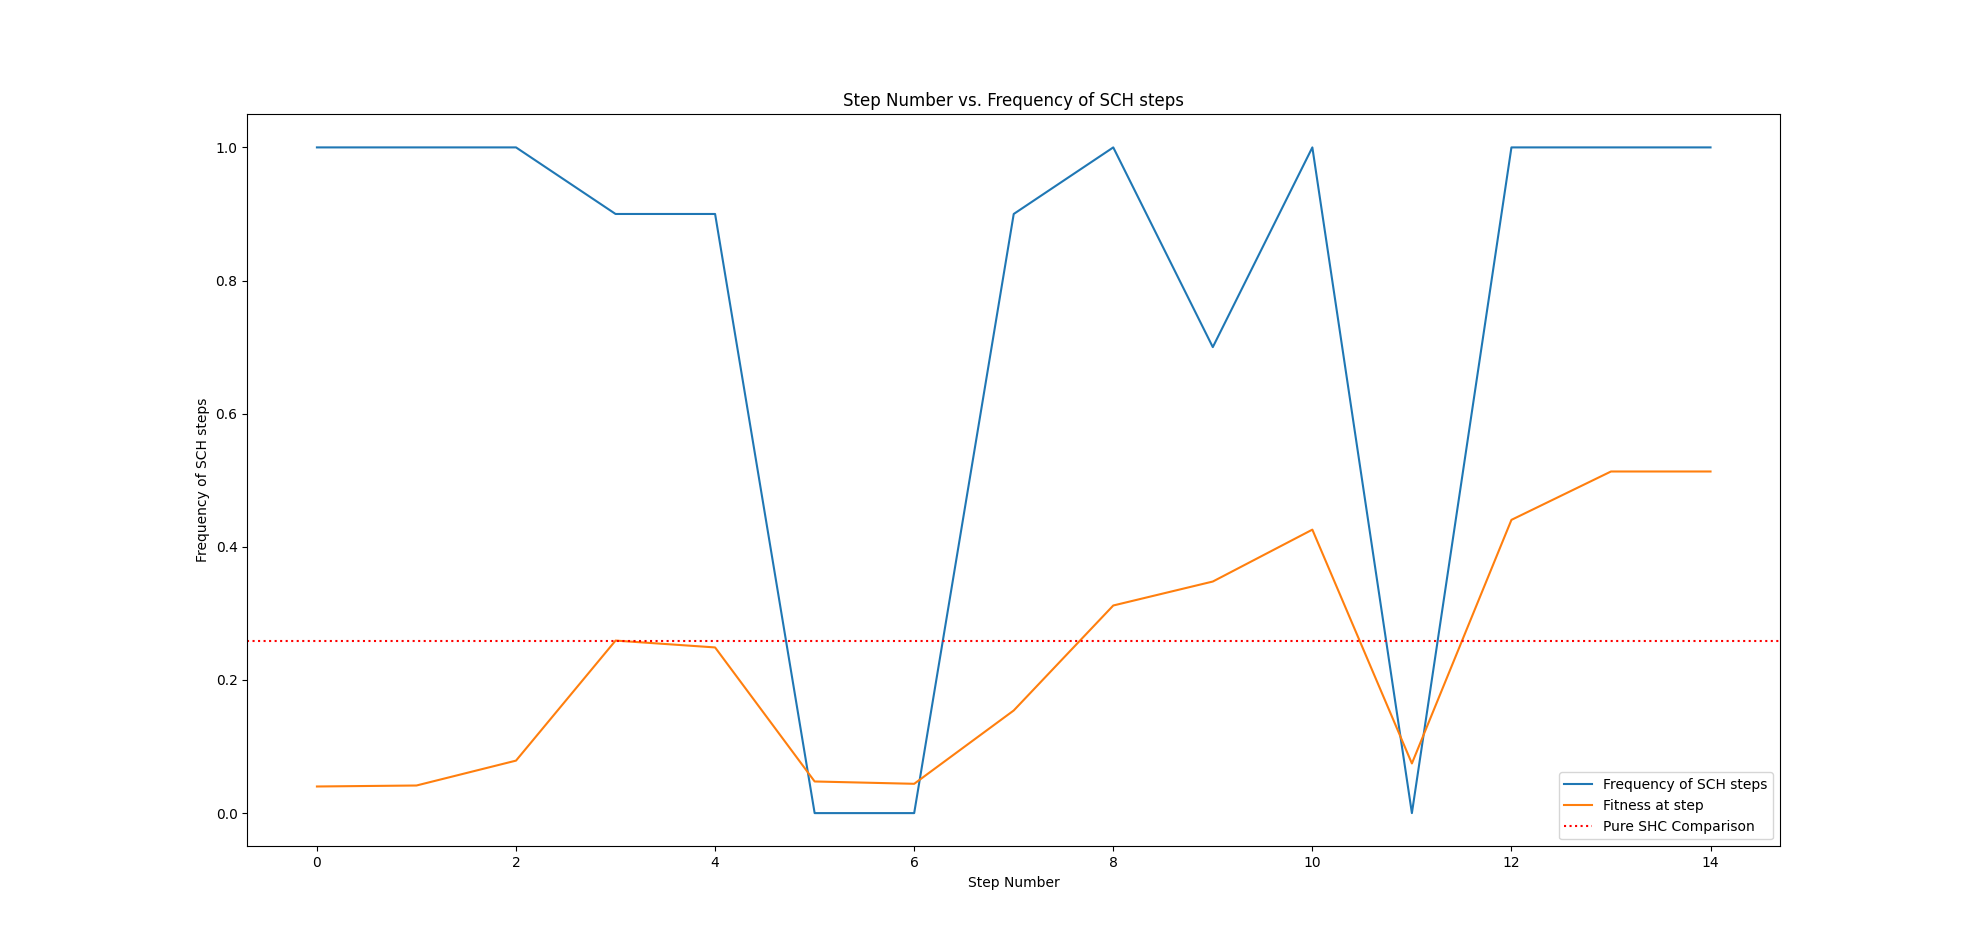 Step Number vs. Frequency of SCH steps
1.0
0.8
0.6
0.4
0.2
0.0
Frequency of SCH steps
0 2 4 6 8 10 12 14
Step Number
Frequency of SCH steps
Fitness at step
Pure SHC Comparison